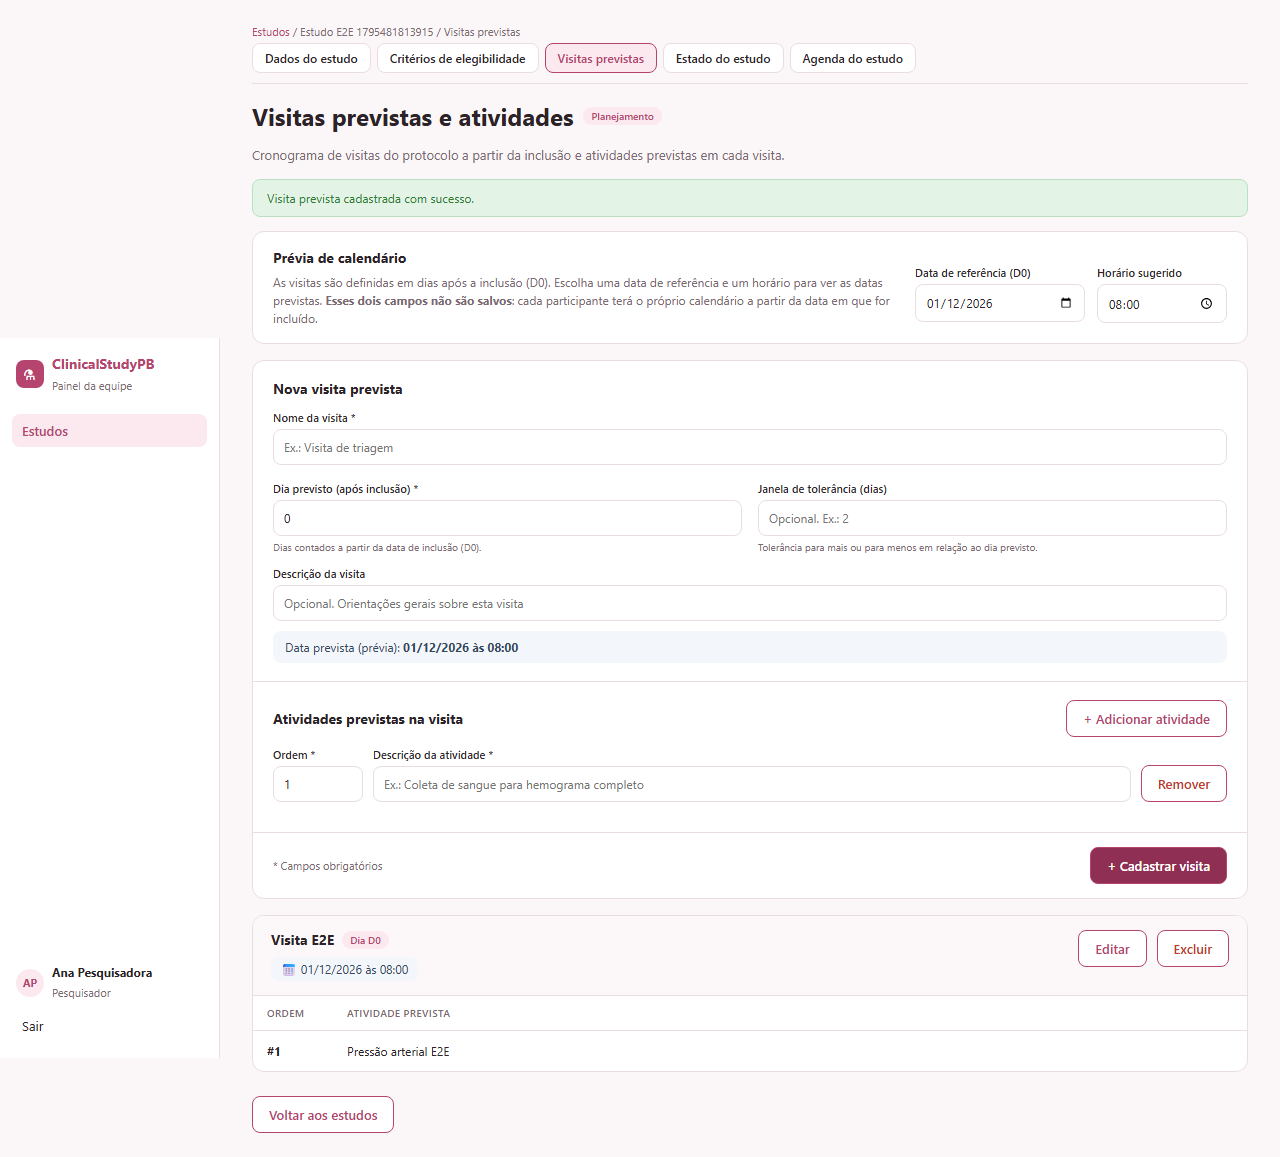 Estudos / Estudo E2E 1795481813915 / Visitas previstas
Dados do estudo
Critérios de elegibilidade
Visitas previstas
Estado do estudo
Agenda do estudo
Visitas previstas e atividades
Planejamento
Cronograma de visitas do protocolo a partir da inclusão e atividades previstas em cada visita.
Visita prevista cadastrada com sucesso.
Prévia de calendário
As visitas são definidas em dias após a inclusão (D0). Escolha uma data de referência e um horário para ver as datas
previstas. Esses dois campos não são salvos: cada participante terá o próprio calendário a partir da data em que for
incluído.
Data de referência (D0)
01/12/2026
Horário sugerido
08:00
ClinicalStudyPB
Painel da equipe
Estudos
Nova visita prevista
Nome da visita *
Ex.: Visita de triagem
Dia previsto (após inclusão) *
0
Dias contados a partir da data de inclusão (D0).
Janela de tolerância (dias)
Opcional. Ex.: 2
Tolerância para mais ou para menos em relação ao dia previsto.
Descrição da visita
Opcional. Orientações gerais sobre esta visita
Data prevista (prévia): 01/12/2026 às 08:00
Atividades previstas na visita
+ Adicionar atividade
Ordem *
1
Descrição da atividade *
Ex.: Coleta de sangue para hemograma completo
Remover
* Campos obrigatórios
+ Cadastrar visita
Visita E2E
Dia D0
01/12/2026 às 08:00
Editar
Excluir
ORDEM
ATIVIDADE PREVISTA
#1
Pressão arterial E2E
AP
Ana Pesquisadora
Pesquisador
Sair
Voltar aos estudos